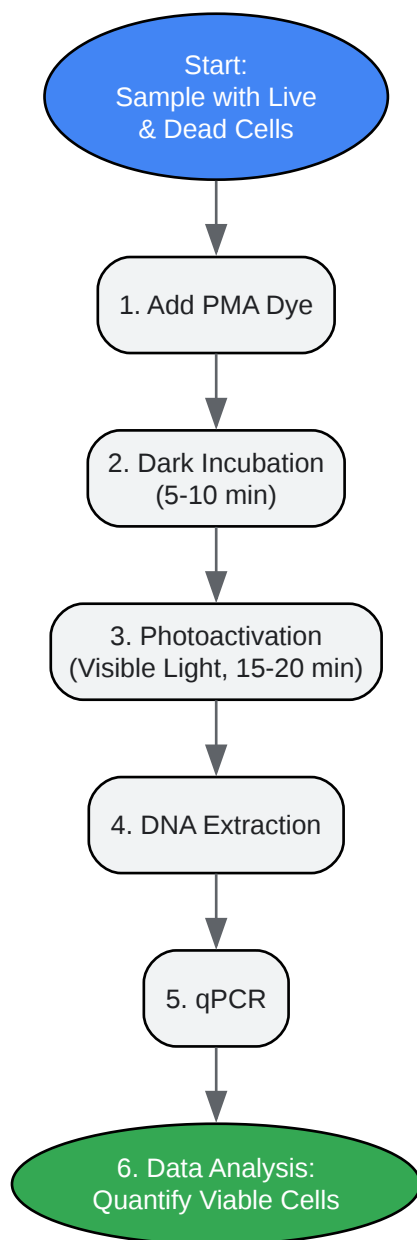 Start:
Sample with Live
& Dead Cells
1. Add PMA Dye
2. Dark Incubation
(5-10 min)
3. Photoactivation
(Visible Light, 15-20 min)
4. DNA Extraction
5. qPCR
6. Data Analysis:
Quantify Viable Cells